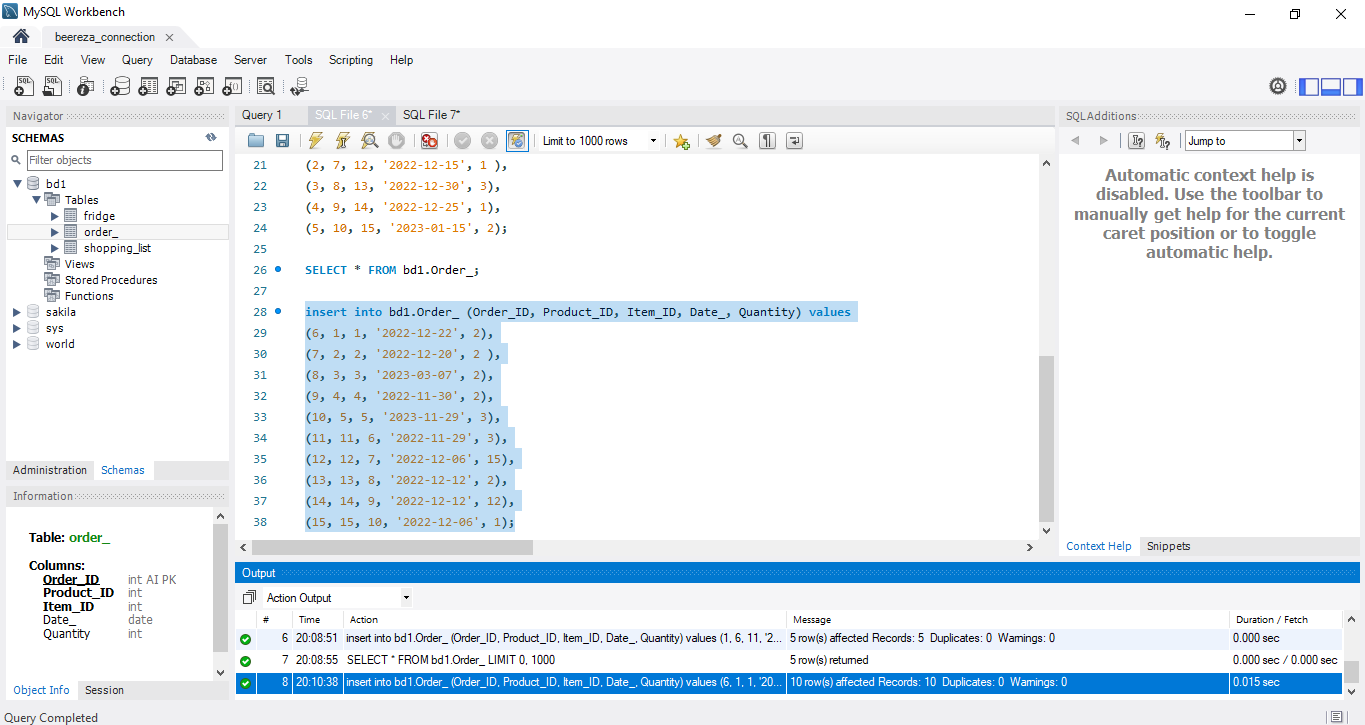 MySQL Workbench
beereza_connection
File Edit View Query Database Server Tools Scripting Help
Navigator
SCHEMAS
Filter objects
bd1
Tables
fridge
order_
shopping_list
Views
Stored Procedures
Functions
sakila
sys
world
Administration Schemas
Information
Table: order_
Columns:
Order_ID int AI PK
Product_ID int
Item_ID int
Date_ date
Quantity int
Object Info Session
Query 1 SQL File 6* SQL File 7*
Limit to 1000 rows
21 (2, 7, 12, '2022-12-15', 1 ),
22 (3, 8, 13, '2022-12-30', 3),
23 (4, 9, 14, '2022-12-25', 1),
24 (5, 10, 15, '2023-01-15', 2);
25
26 SELECT * FROM bd1.Order_;
27
28 insert into bd1.Order_ (Order_ID, Product_ID, Item_ID, Date_, Quantity) values
29 (6, 1, 1, '2022-12-22', 2),
30 (7, 2, 2, '2022-12-20', 2 ),
31 (8, 3, 3, '2023-03-07', 2),
32 (9, 4, 4, '2022-11-30', 2),
33 (10, 5, 5, '2023-11-29', 3),
34 (11, 11, 6, '2022-11-29', 3),
35 (12, 12, 7, '2022-12-06', 15),
36 (13, 13, 8, '2022-12-12', 2),
37 (14, 14, 9, '2022-12-12', 12),
38 (15, 15, 10, '2022-12-06', 1);
SQLAdditions
Jump to
Automatic context help is
disabled. Use the toolbar to
manually get help for the current
caret position or to toggle
automatic help.
Context Help Snippets
Output
Action Output
# Time Action Message Duration / Fetch
6 20:08:51 insert into bd1.Order_ (Order_ID, Product_ID, Item_ID, Date_, Quantity) values (1, 6, 11, '2... 5 row(s) affected Records: 5 Duplicates: 0 Warnings: 0 0.000 sec
7 20:08:55 SELECT * FROM bd1.Order_ LIMIT 0, 1000 5 row(s) returned 0.000 sec / 0.000 sec
8 20:10:38 insert into bd1.Order_ (Order_ID, Product_ID, Item_ID, Date_, Quantity) values (6, 1, 1, '20... 10 row(s) affected Records: 10 Duplicates: 0 Warnings: 0 0.015 sec
Query Completed